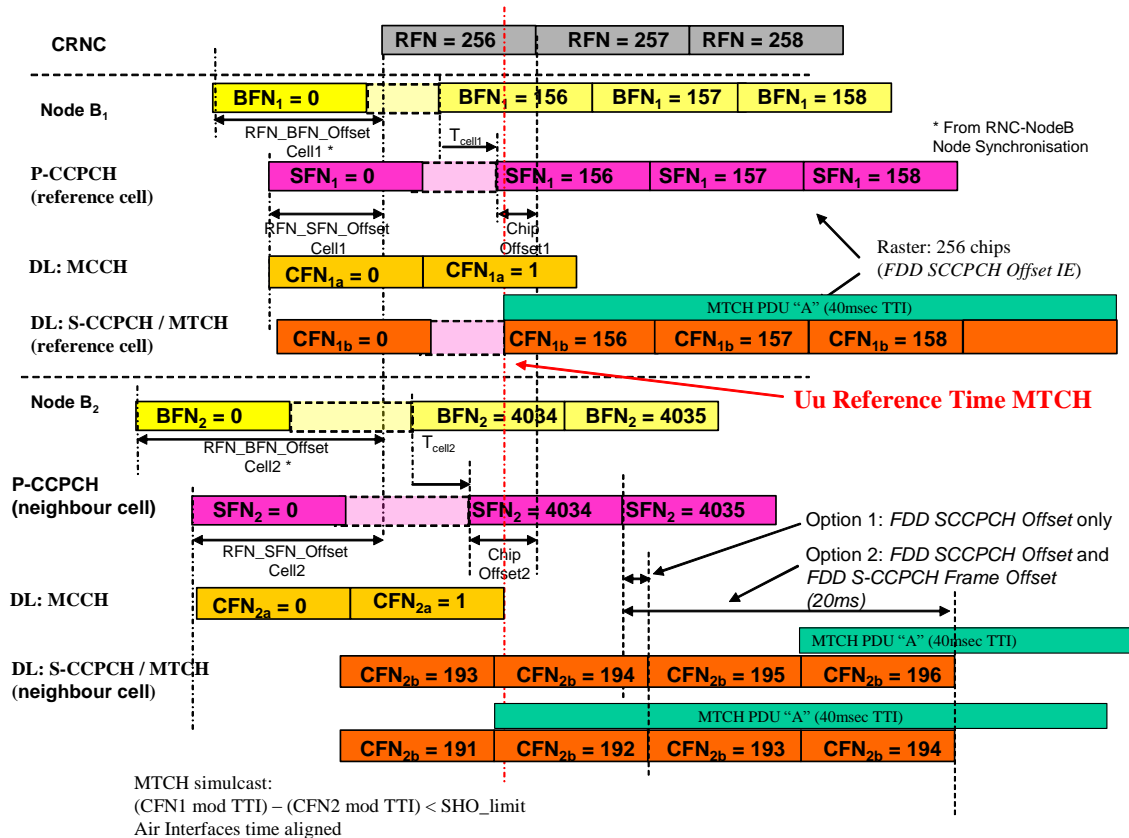 CRNC
RFN = 256
RFN = 257
RFN = 258
Node B1
BFN1 = 0
BFN1 = 156
BFN1 = 157
BFN1 = 158
RFN_BFN_Offset
Cell1 *
Tcell1
* From RNC-NodeB
Node Synchronisation
P-CCPCH
(reference cell)
SFN1 = 0
SFN1 = 156
SFN1 = 157
SFN1 = 158
RFN_SFN_Offset
Cell1
Chip
Offset1
Raster: 256 chips
(FDD SCCPCH Offset IE)
DL: MCCH
CFN1a = 0
CFN1a = 1
MTCH PDU “A” (40msec TTI)
DL: S-CCPCH / MTCH
(reference cell)
CFN1b = 0
CFN1b = 156
CFN1b = 157
CFN1b = 158
Uu Reference Time MTCH
Node B2
BFN2 = 0
BFN2 = 4034
BFN2 = 4035
RFN_BFN_Offset
Cell2 *
Tcell2
P-CCPCH
(neighbour cell)
SFN2 = 0
SFN2 = 4034
SFN2 = 4035
RFN_SFN_Offset
Cell2
Chip
Offset2
Option 1: FDD SCCPCH Offset only
Option 2: FDD SCCPCH Offset and
FDD S-CCPCH Frame Offset
(20ms)
DL: MCCH
CFN2a = 0
CFN2a = 1
MTCH PDU “A” (40msec TTI)
DL: S-CCPCH / MTCH
(neighbour cell)
CFN2b = 193
CFN2b = 194
CFN2b = 195
CFN2b = 196
MTCH PDU “A” (40msec TTI)
CFN2b = 191
CFN2b = 192
CFN2b = 193
CFN2b = 194
MTCH simulcast:
(CFN1 mod TTI) – (CFN2 mod TTI) < SHO_limit
Air Interfaces time aligned